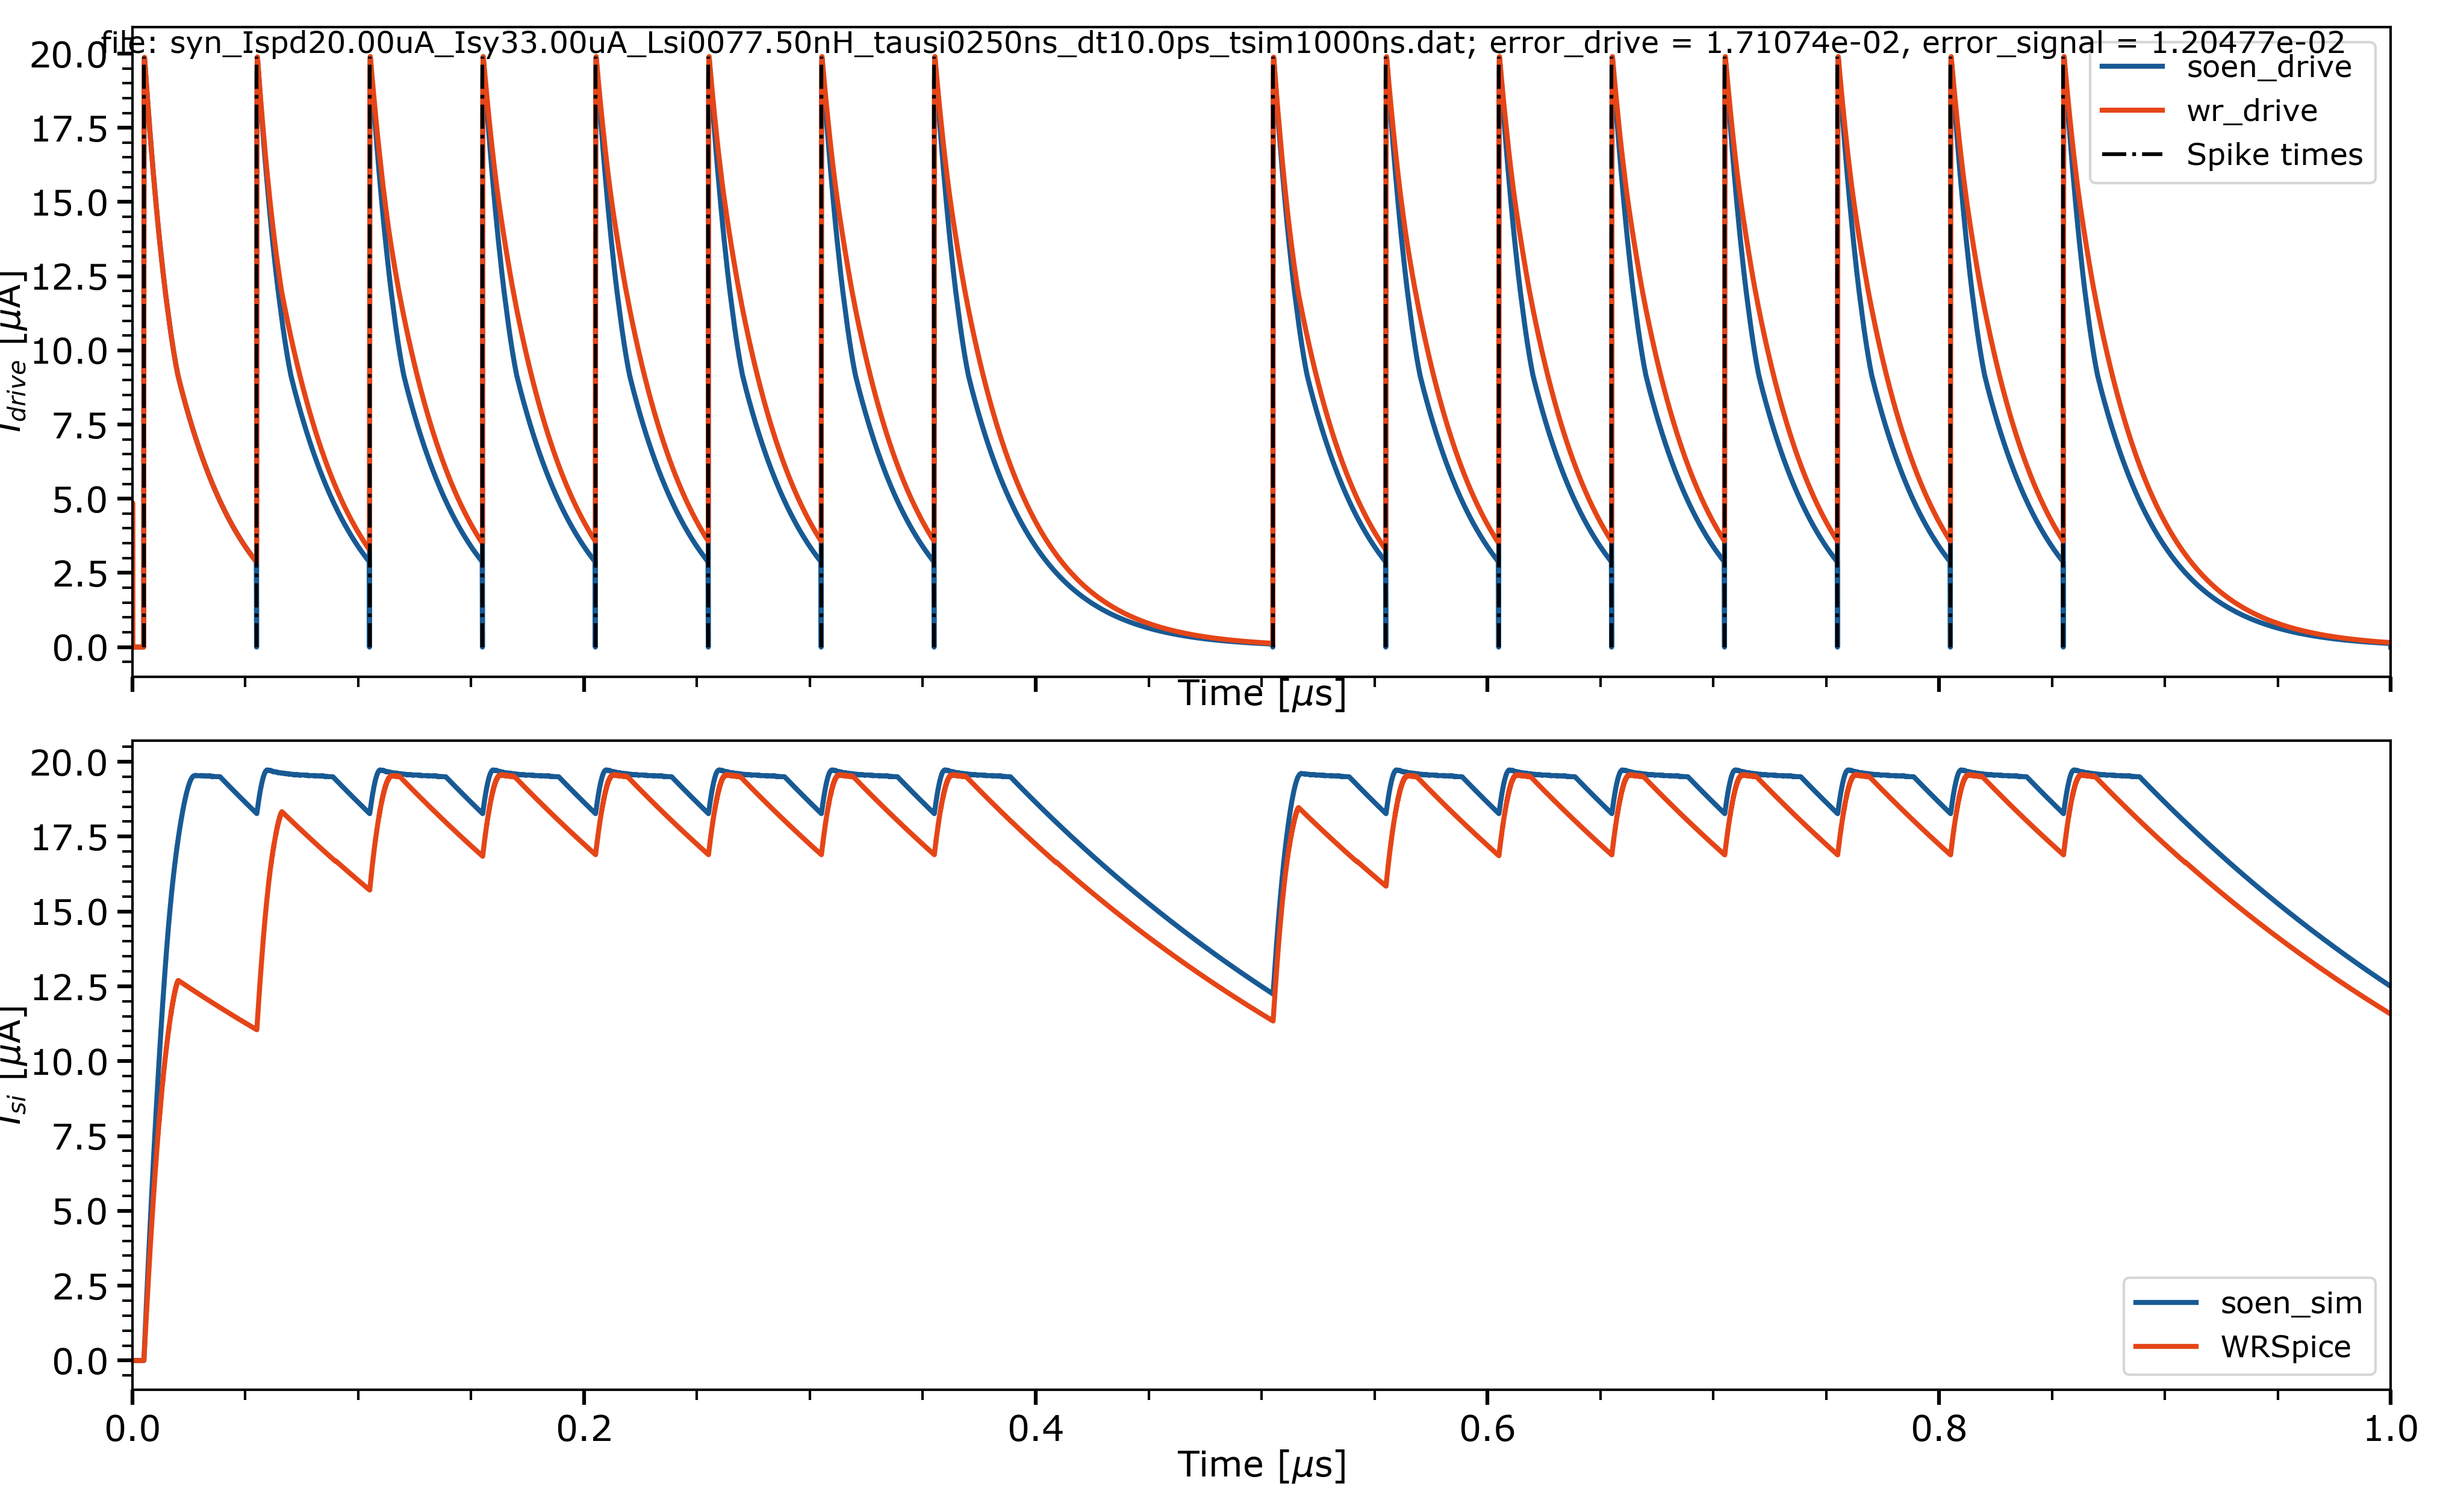 file: syn_Ispd20.00uA_Isy33.00uA_Lsi0077.50nH_tausi0250ns_dt10.0ps_tsim1000ns.dat; error_drive = 1.71074e-02, error_signal = 1.20477e-02
soen_drive
wr_drive
Spike times
20.0
17.5
15.0
12.5
10.0
7.5
5.0
2.5
0.0
I_drive [μA]
Time [μs]
20.0
17.5
15.0
12.5
10.0
7.5
5.0
2.5
0.0
I_si [μA]
soen_sim
WRSpice
0.0 0.2 0.4 0.6 0.8 1.0
Time [μs]